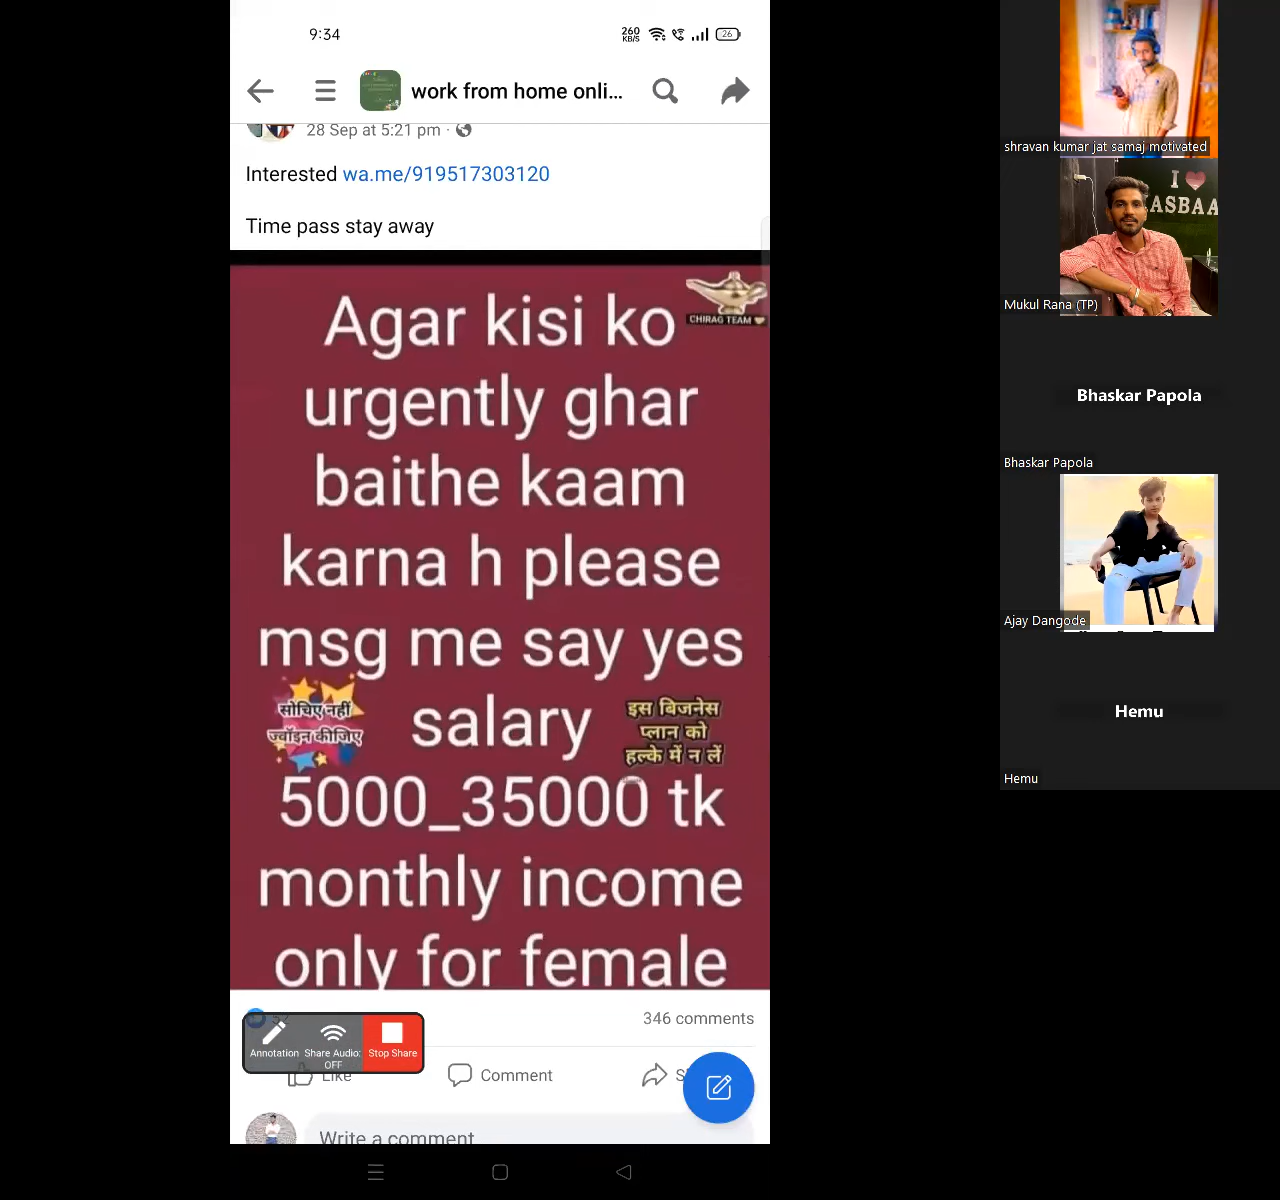 9:34
260
KB/S
26
work from home onli...
28 Sep at 5:21 pm ·
Interested wa.me/919517303120
Time pass stay away
CHIRAG TEAM
Agar kisi ko
urgently ghar
baithe kaam
karna h please
msg me say yes
salary
5000_35000 tk
monthly income
only for female
सोचिए नहीं
ज्वॉइन कीजिए
इस बिजनेस
प्लान को
हल्के में न लें
346 comments
Annotation
Share Audio:
OFF
Stop Share
Like
Comment
Write a comment
shravan kumar jat samaj motivated
I
KASBAA
Mukul Rana (TP)
Bhaskar Papola
Bhaskar Papola
Ajay Dangode
Hemu
Hemu